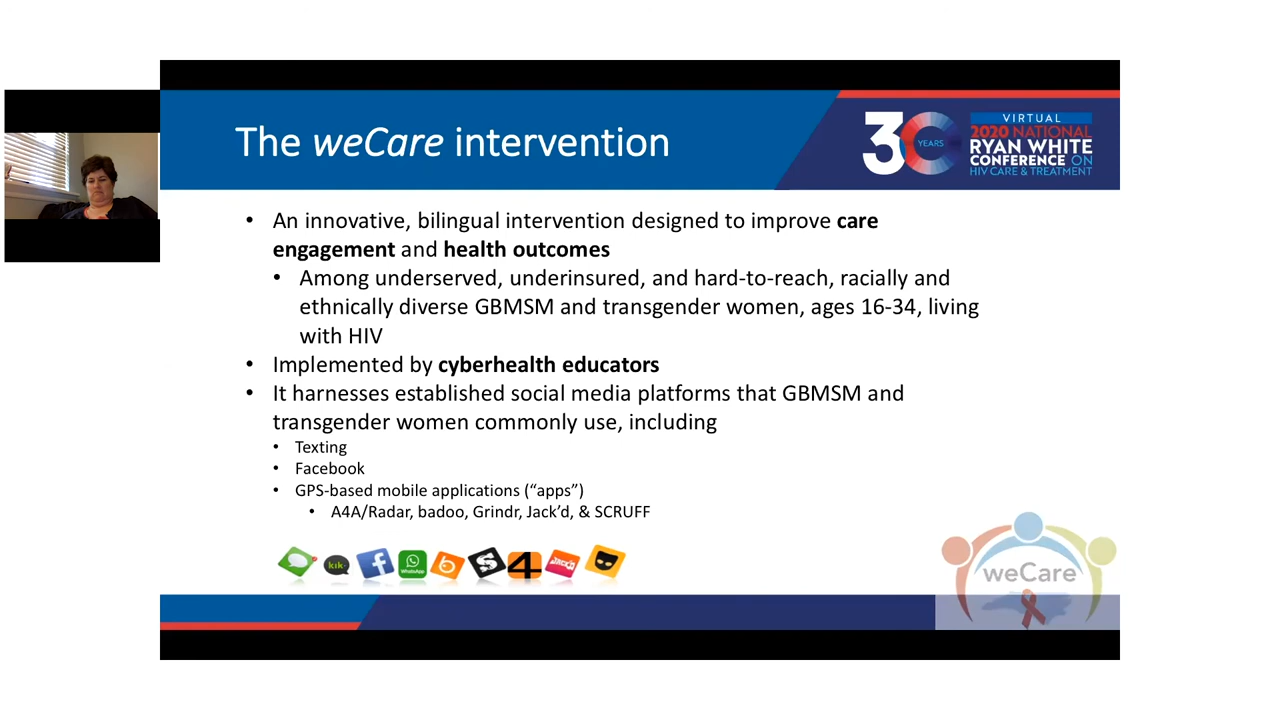 The weCare intervention
30
YEARS
VIRTUAL
2020 NATIONAL
RYAN WHITE
CONFERENCE ON
HIV CARE & TREATMENT
• An innovative, bilingual intervention designed to improve care
engagement and health outcomes
• Among underserved, underinsured, and hard-to-reach, racially and
ethnically diverse GBMSM and transgender women, ages 16-34, living
with HIV
• Implemented by cyberhealth educators
• It harnesses established social media platforms that GBMSM and
transgender women commonly use, including
• Texting
• Facebook
• GPS-based mobile applications (“apps”)
• A4A/Radar, badoo, Grindr, Jack’d, & SCRUFF
kik
f
WhatsApp
b
S
4
JACK'D
weCare